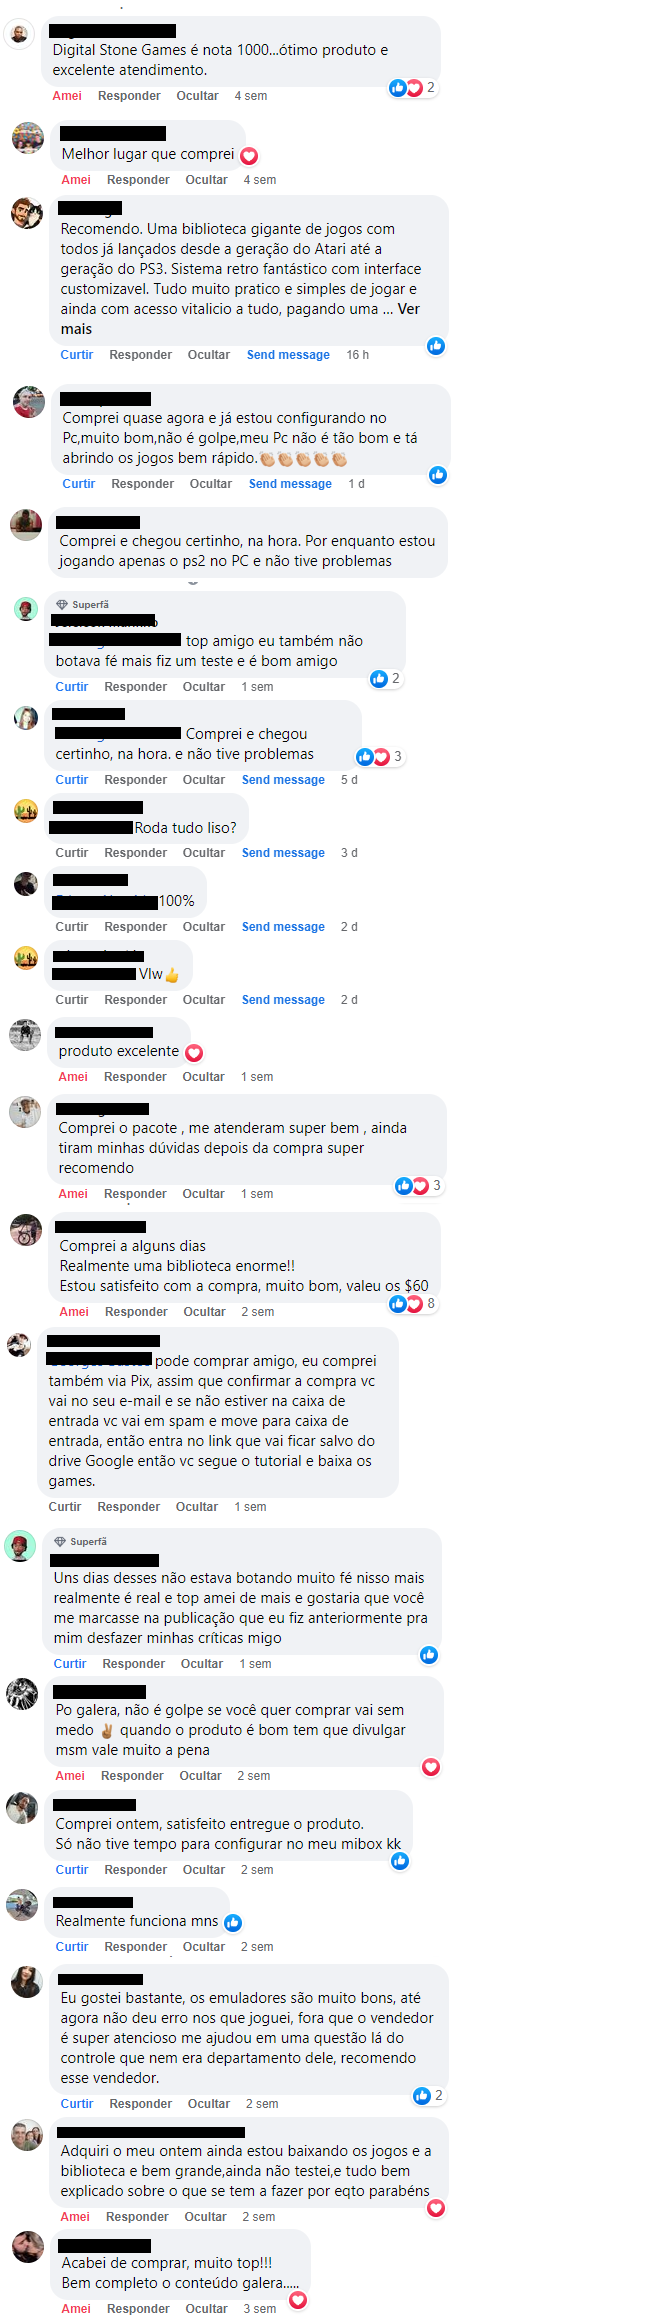 Digital Stone Games é nota 1000...ótimo produto e
excelente atendimento.
2
Amei Responder Ocultar 4 sem
Melhor lugar que comprei
Amei Responder Ocultar 4 sem
Recomendo. Uma biblioteca gigante de jogos com
todos já lançados desde a geração do Atari até a
geração do PS3. Sistema retro fantástico com interface
customizavel. Tudo muito pratico e simples de jogar e
ainda com acesso vitalicio a tudo, pagando uma ... Ver
mais
Curtir Responder Ocultar Send message 16 h
Comprei quase agora e já estou configurando no
Pc,muito bom,não é golpe,meu Pc não é tão bom e tá
abrindo os jogos bem rápido.👏🏼👏🏼👏🏼👏🏼👏🏼
Curtir Responder Ocultar Send message 1 d
Comprei e chegou certinho, na hora. Por enquanto estou
jogando apenas o ps2 no PC e não tive problemas
Superfã
top amigo eu também não
botava fé mais fiz um teste e é bom amigo
2
Curtir Responder Ocultar 1 sem
Comprei e chegou
certinho, na hora. e não tive problemas
3
Curtir Responder Ocultar Send message 5 d
Roda tudo liso?
Curtir Responder Ocultar Send message 3 d
100%
Curtir Responder Ocultar Send message 2 d
Vlw👍
Curtir Responder Ocultar Send message 2 d
produto excelente
Amei Responder Ocultar 1 sem
Comprei o pacote , me atenderam super bem , ainda
tiram minhas dúvidas depois da compra super
recomendo
3
Amei Responder Ocultar 1 sem
Comprei a alguns dias
Realmente uma biblioteca enorme!!
Estou satisfeito com a compra, muito bom, valeu os $60
8
Amei Responder Ocultar 2 sem
pode comprar amigo, eu comprei
também via Pix, assim que confirmar a compra vc
vai no seu e-mail e se não estiver na caixa de
entrada vc vai em spam e move para caixa de
entrada, então entra no link que vai ficar salvo do
drive Google então vc segue o tutorial e baixa os
games.
Curtir Responder Ocultar 1 sem
Superfã
Uns dias desses não estava botando muito fé nisso mais
realmente é real e top amei de mais e gostaria que você
me marcasse na publicação que eu fiz anteriormente pra
mim desfazer minhas críticas migo
Curtir Responder Ocultar 1 sem
Po galera, não é golpe se você quer comprar vai sem
medo ✌🏽 quando o produto é bom tem que divulgar
msm vale muito a pena
Amei Responder Ocultar 2 sem
Comprei ontem, satisfeito entregue o produto.
Só não tive tempo para configurar no meu mibox kk
Curtir Responder Ocultar 2 sem
Realmente funciona mns
Curtir Responder Ocultar 2 sem
Eu gostei bastante, os emuladores são muito bons, até
agora não deu erro nos que joguei, fora que o vendedor
é super atencioso me ajudou em uma questão lá do
controle que nem era departamento dele, recomendo
esse vendedor.
2
Curtir Responder Ocultar 2 sem
Adquiri o meu ontem ainda estou baixando os jogos e a
biblioteca e bem grande,ainda não testei,e tudo bem
explicado sobre o que se tem a fazer por eqto parabéns
Amei Responder Ocultar 2 sem
Acabei de comprar, muito top!!!
Bem completo o conteúdo galera.....
Amei Responder Ocultar 3 sem